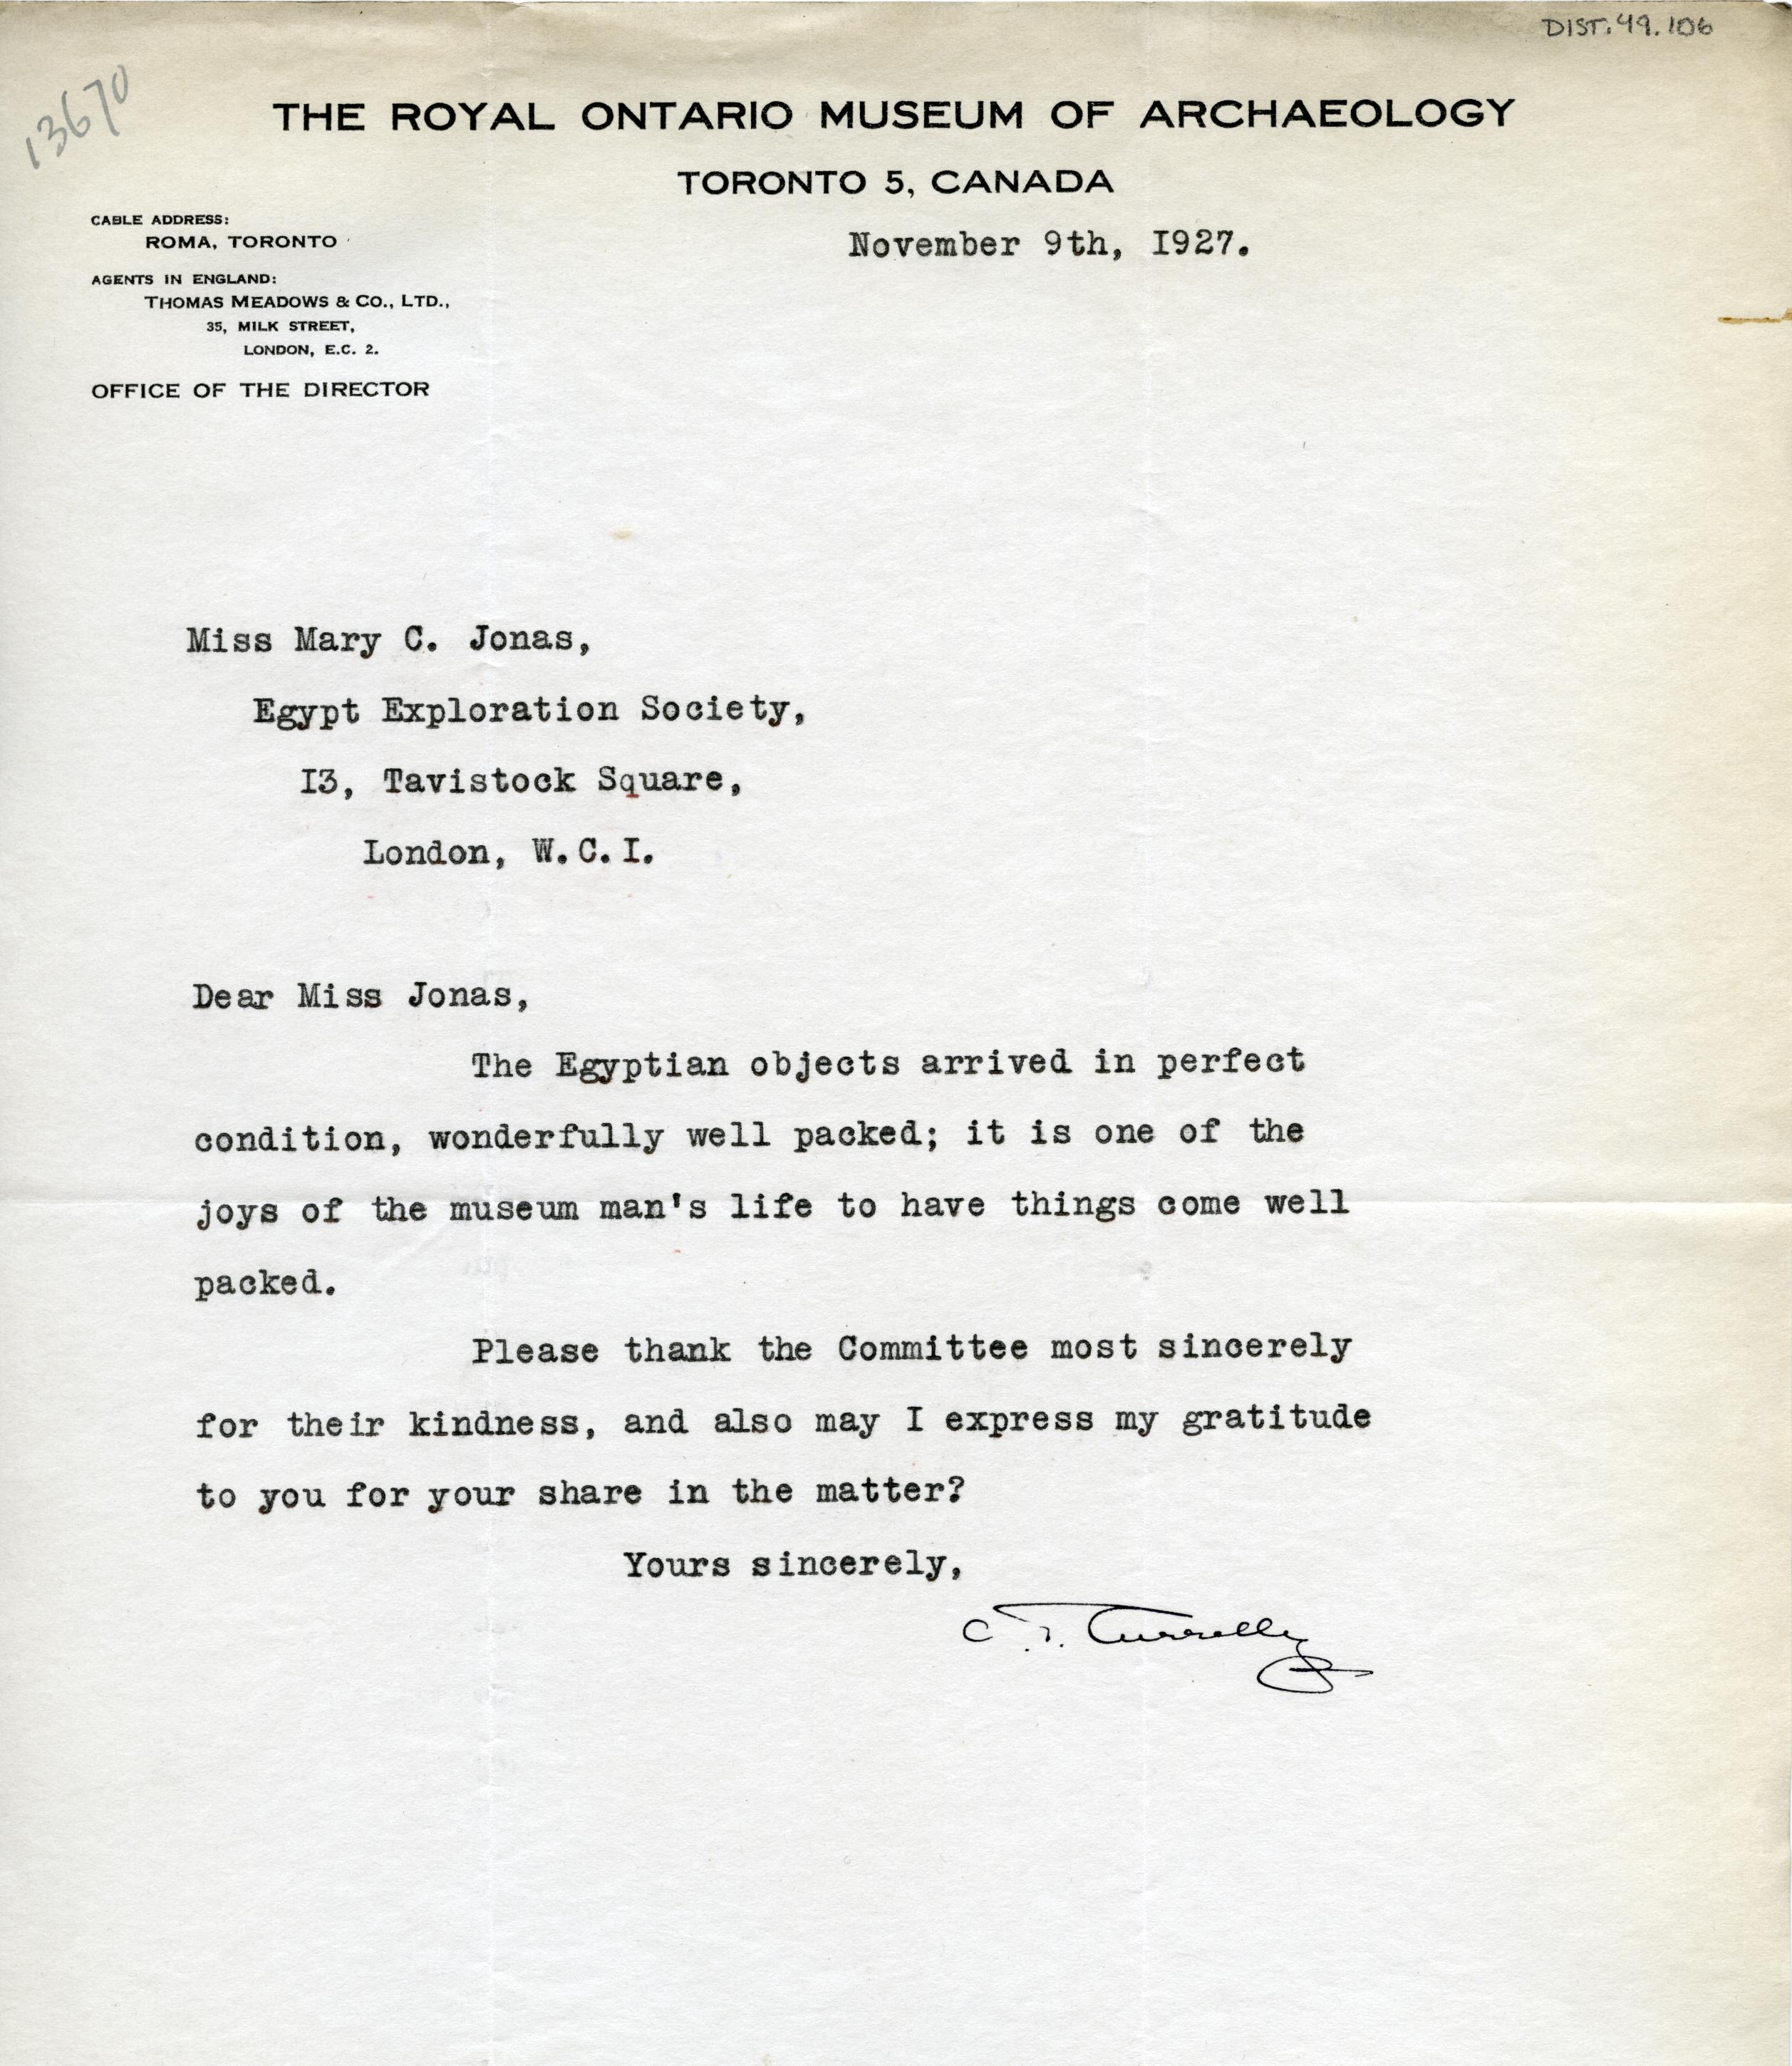 DIST.49.106
13670
THE ROYAL ONTARIO MUSEUM OF ARCHAEOLOGY
TORONTO 5, CANADA
CABLE ADDRESS:
ROMA, TORONTO
November 9th, I927.
AGENTS IN ENGLAND:
THOMAS MEADOWS & CO., LTD.,
35, MILK STREET,
LONDON, E.C. 2.
OFFICE OF THE DIRECTOR
Miss Mary C. Jonas,
Egypt Exploration Society,
I3, Tavistock Square,
London, W.C.I.
Dear Miss Jonas,
The Egyptian objects arrived in perfect
condition, wonderfully well packed; it is one of the
joys of the museum man's life to have things come well
packed.
Please thank the Committee most sincerely
for their kindness, and also may I express my gratitude
to you for your share in the matter?
Yours sincerely,
C. T. Currelly